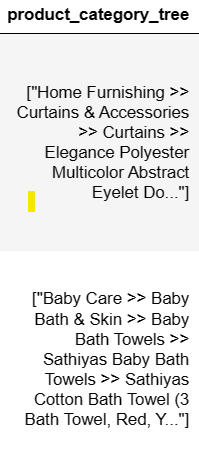 product_category_tree
["Home Furnishing >>
Curtains & Accessories
>> Curtains >>
Elegance Polyester
Multicolor Abstract
Eyelet Do..."]
["Baby Care >> Baby
Bath & Skin >> Baby
Bath Towels >>
Sathiyas Baby Bath
Towels >> Sathiyas
Cotton Bath Towel (3
Bath Towel, Red, Y..."]